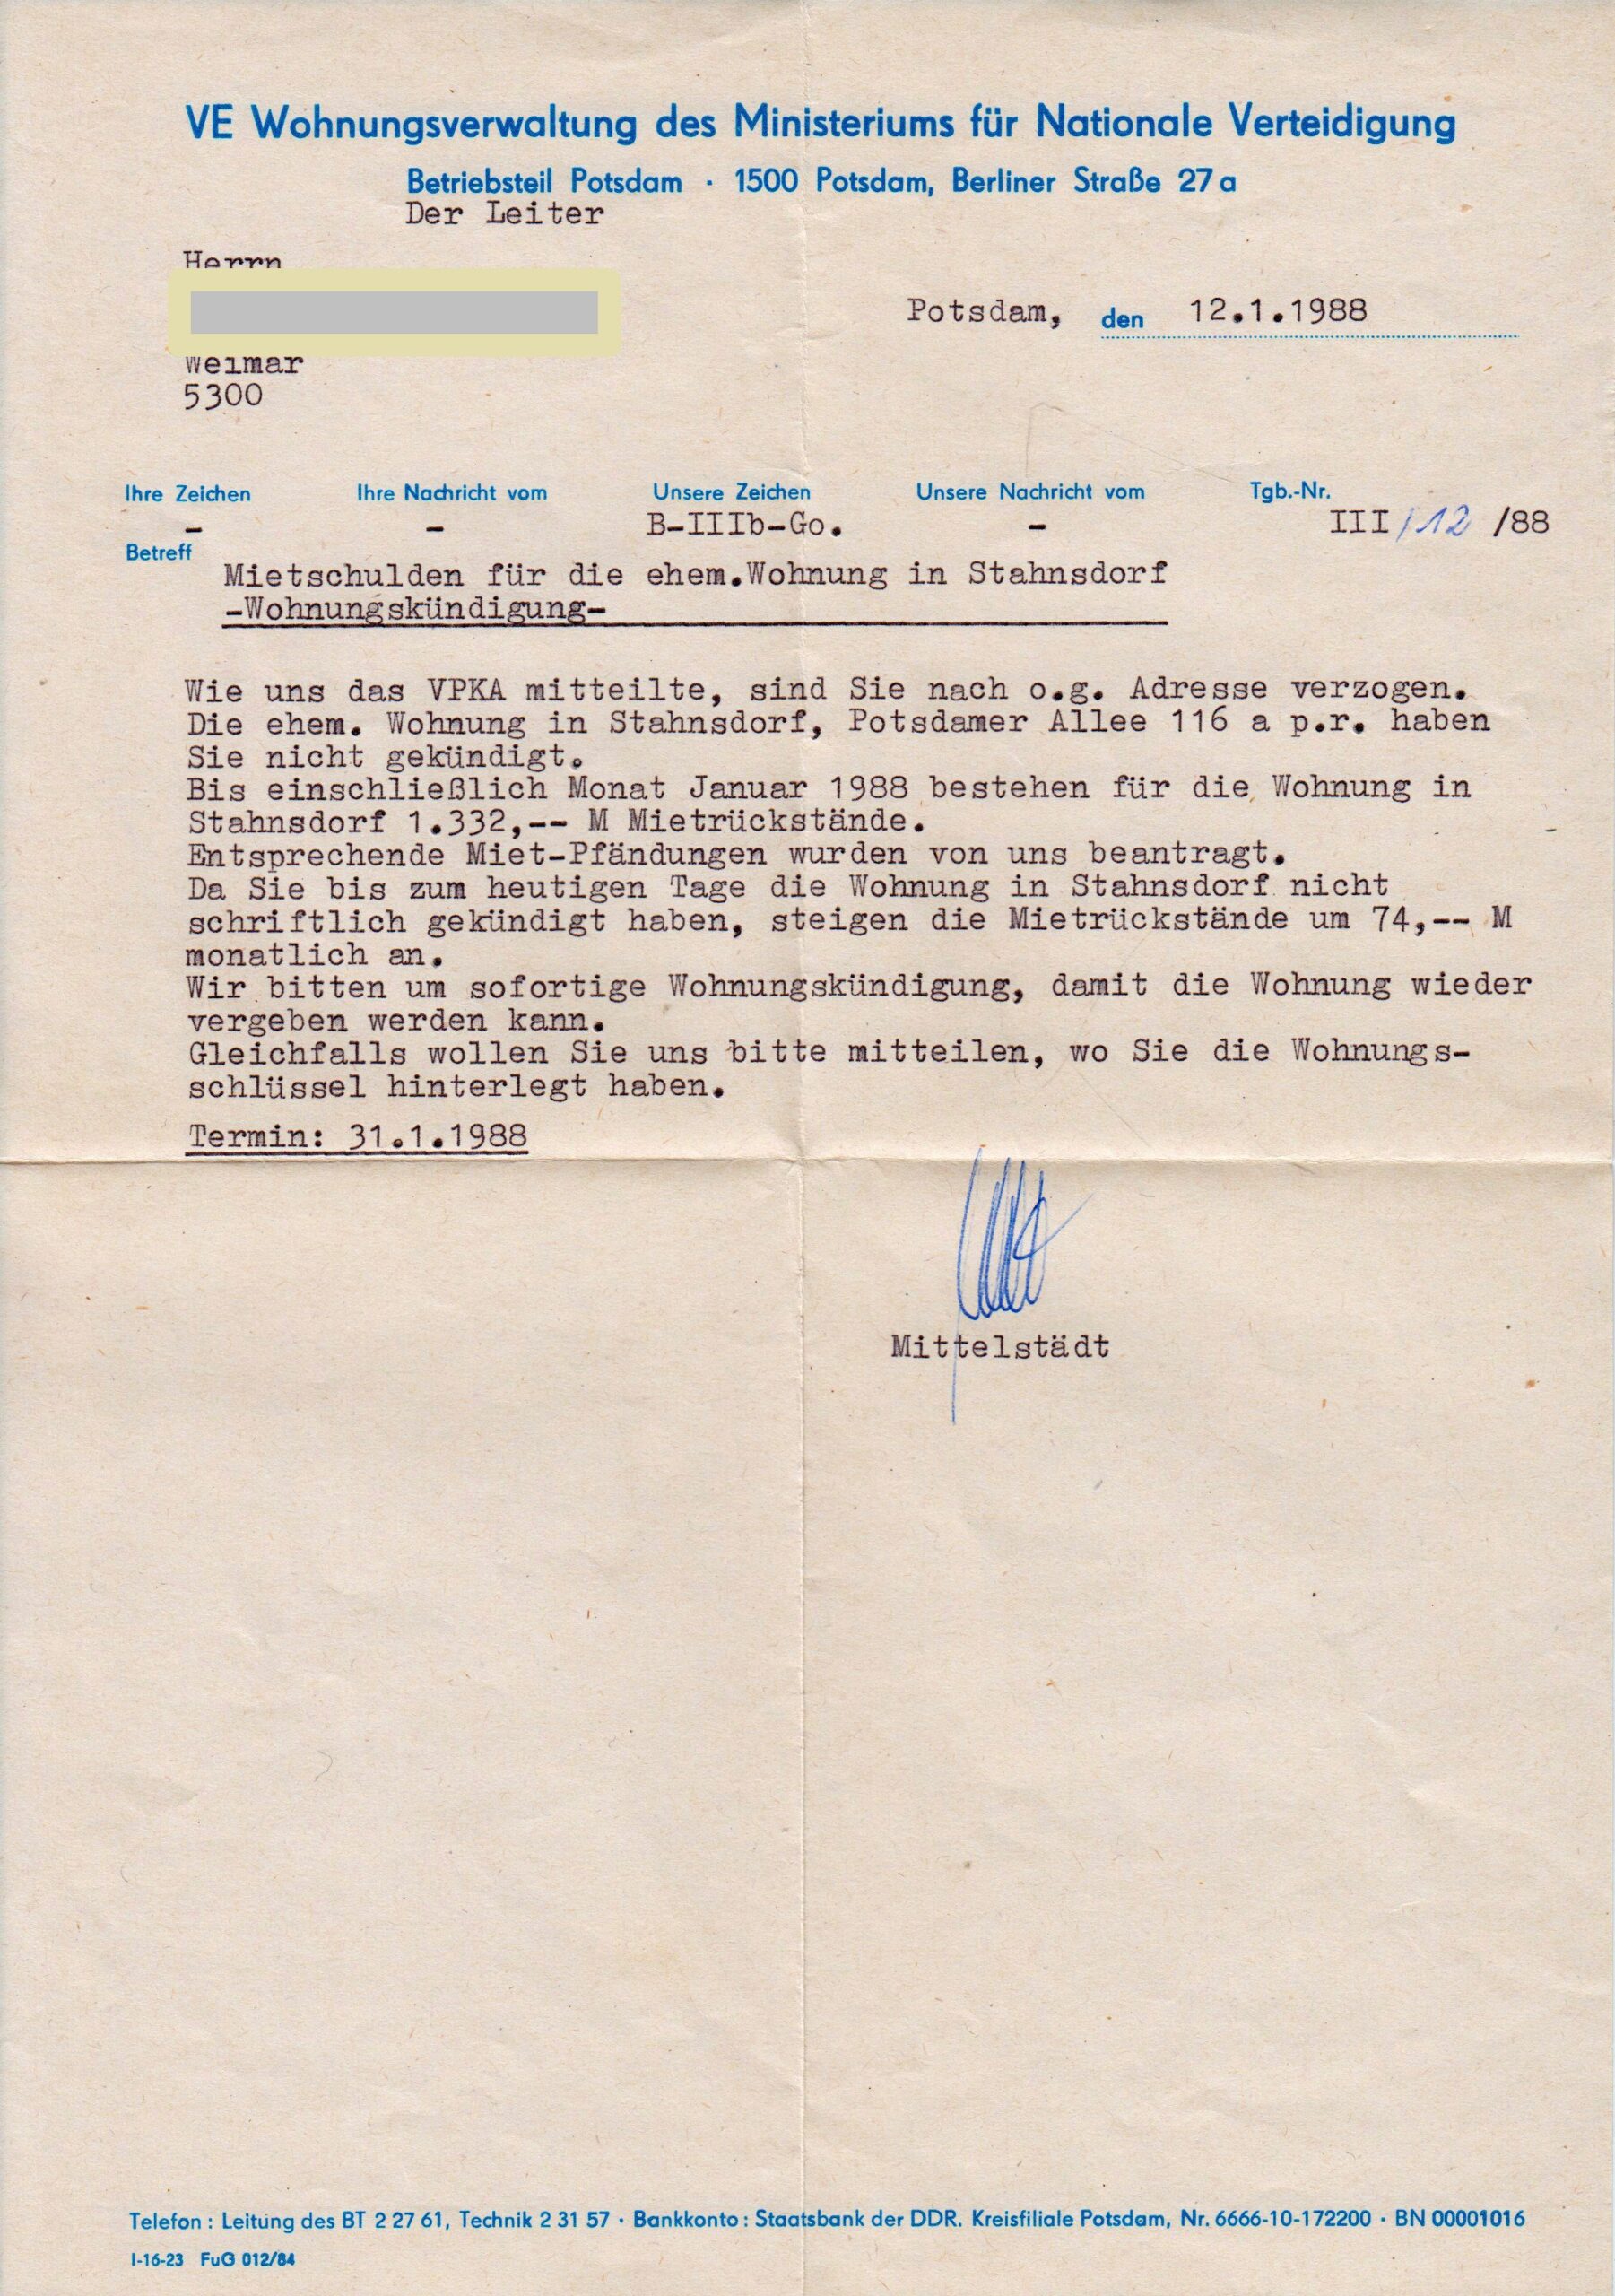 VE Wohnungsverwaltung des Ministeriums für Nationale Verteidigung
Betriebsteil Potsdam · 1500 Potsdam, Berliner Straße 27 a
Der Leiter
Herrn
Potsdam, den 12.1.1988
Weimar
5300
Ihre Zeichen Ihre Nachricht vom Unsere Zeichen Unsere Nachricht vom Tgb.-Nr.
– – B-IIIb-Go. – III/12 /88
Betreff
Mietschulden für die ehem.Wohnung in Stahnsdorf
-Wohnungskündigung-
Wie uns das VPKA mitteilte, sind Sie nach o.g. Adresse verzogen.
Die ehem. Wohnung in Stahnsdorf, Potsdamer Allee 116 a p.r. haben
Sie nicht gekündigt.
Bis einschließlich Monat Januar 1988 bestehen für die Wohnung in
Stahnsdorf 1.332,-- M Mietrückstände.
Entsprechende Miet-Pfändungen wurden von uns beantragt.
Da Sie bis zum heutigen Tage die Wohnung in Stahnsdorf nicht
schriftlich gekündigt haben, steigen die Mietrückstände um 74,-- M
monatlich an.
Wir bitten um sofortige Wohnungskündigung, damit die Wohnung wieder
vergeben werden kann.
Gleichfalls wollen Sie uns bitte mitteilen, wo Sie die Wohnungs-
schlüssel hinterlegt haben.
Termin: 31.1.1988
Mittelstädt
Telefon: Leitung des BT 2 27 61, Technik 2 31 57 · Bankkonto: Staatsbank der DDR. Kreisfiliale Potsdam, Nr. 6666-10-172200 · BN 00001016
I-16-23 FuG 012/84